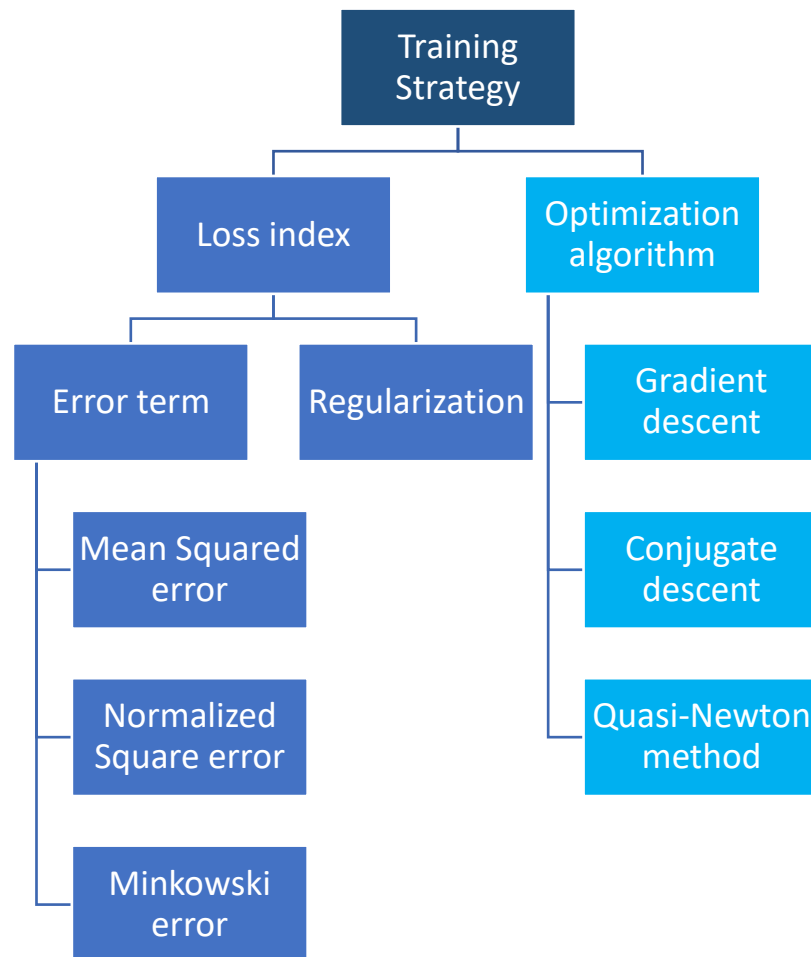 Training
Strategy
Loss index
Optimization
algorithm
Error term
Regularization
Gradient
descent
Mean Squared
error
Conjugate
descent
Normalized
Square error
Quasi-Newton
method
Minkowski
error